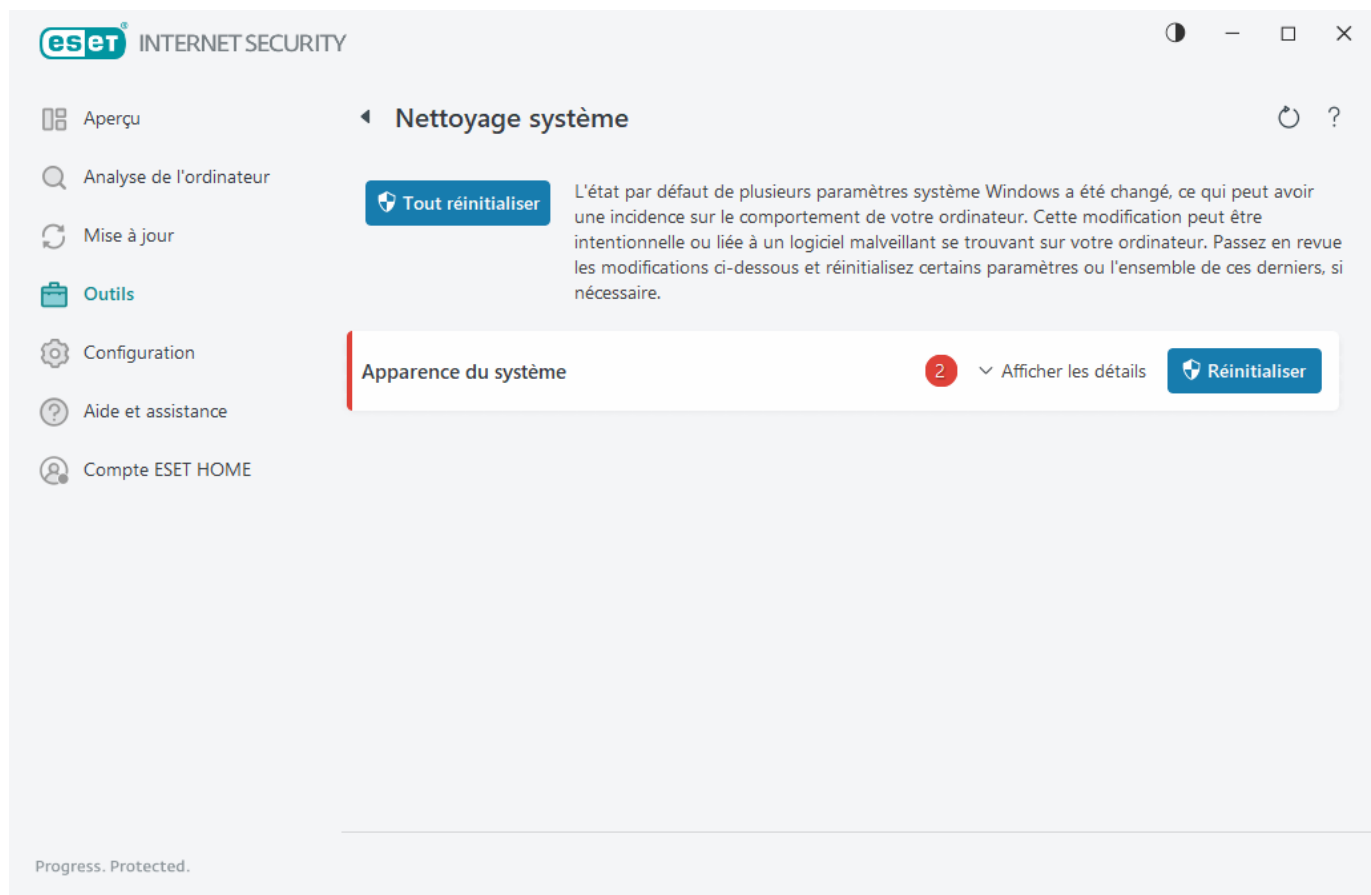 eseT® INTERNET SECURITY
Aperçu
Analyse de l'ordinateur
Mise à jour
Outils
Configuration
Aide et assistance
Compte ESET HOME
Nettoyage système
?
Tout réinitialiser
L'état par défaut de plusieurs paramètres système Windows a été changé, ce qui peut avoir
une incidence sur le comportement de votre ordinateur. Cette modification peut être
intentionnelle ou liée à un logiciel malveillant se trouvant sur votre ordinateur. Passez en revue
les modifications ci-dessous et réinitialisez certains paramètres ou l'ensemble de ces derniers, si
nécessaire.
Apparence du système 2 Afficher les détails Réinitialiser
Progress. Protected.